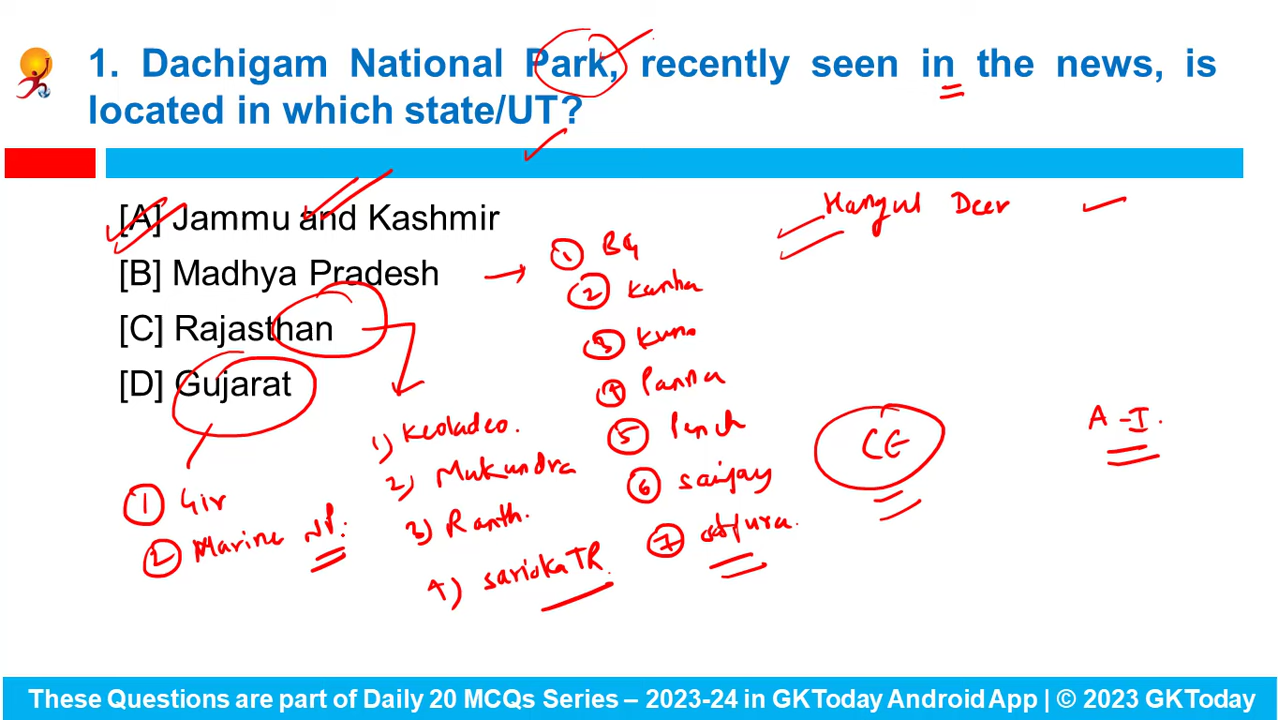 1. Dachigam National Park, recently seen in the news, is
located in which state/UT?
[A] Jammu and Kashmir
[B] Madhya Pradesh
[C] Rajasthan
[D] Gujarat
Hangul Deer
1 BG
2 Kanha
3 Kuno
4 Panna
5 Pench
6 Sanjay
7 Satpura.
CE
A-I.
1) Keoladeo.
2) Mukundra
3) Ranth.
4) Sariska TR.
1 Gir
2 Marine NP.
These Questions are part of Daily 20 MCQs Series – 2023-24 in GKToday Android App | © 2023 GKToday